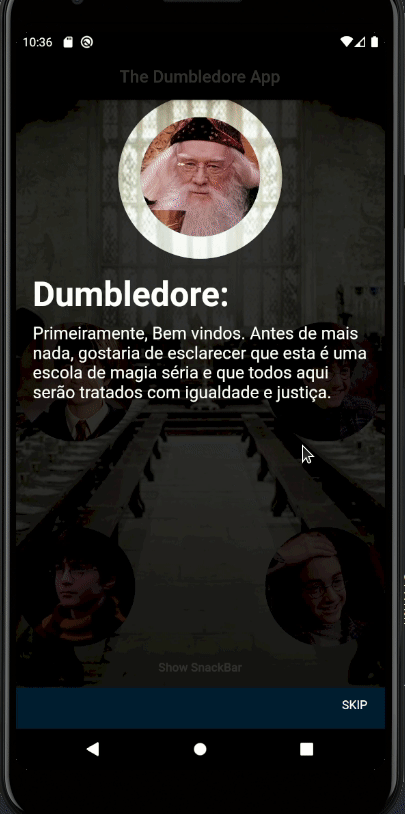 10:36
The Dumbledore App
Dumbledore:
Primeiramente, Bem vindos. Antes de mais
nada, gostaria de esclarecer que esta é uma
escola de magia séria e que todos aqui
serão tratados com igualdade e justiça.
Show SnackBar
SKIP